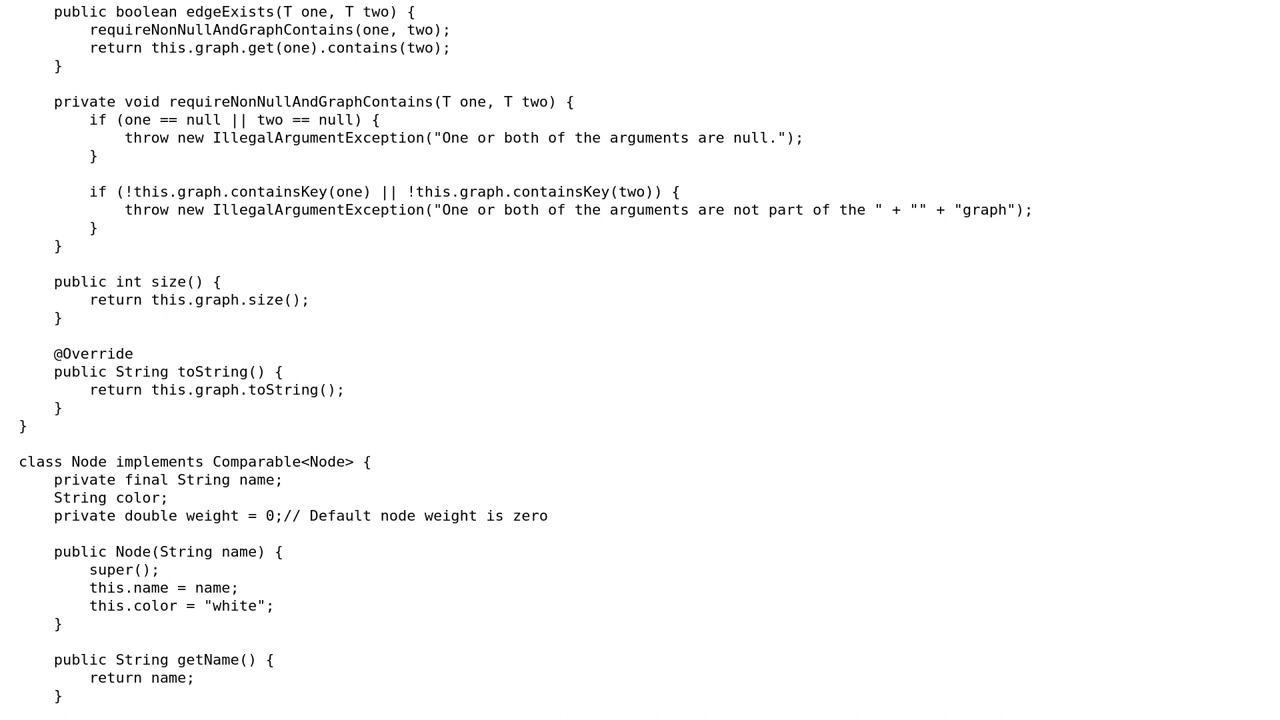 public boolean edgeExists(T one, T two) {
        requireNonNullAndGraphContains(one, two);
        return this.graph.get(one).contains(two);
    }

    private void requireNonNullAndGraphContains(T one, T two) {
        if (one == null || two == null) {
            throw new IllegalArgumentException("One or both of the arguments are null.");
        }

        if (!this.graph.containsKey(one) || !this.graph.containsKey(two)) {
            throw new IllegalArgumentException("One or both of the arguments are not part of the " + "" + "graph");
        }
    }

    public int size() {
        return this.graph.size();
    }

    @Override
    public String toString() {
        return this.graph.toString();
    }
}

class Node implements Comparable<Node> {
    private final String name;
    String color;
    private double weight = 0;// Default node weight is zero

    public Node(String name) {
        super();
        this.name = name;
        this.color = "white";
    }

    public String getName() {
        return name;
    }